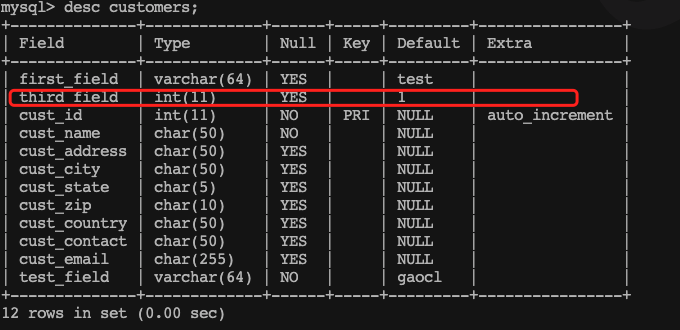 mysql> desc customers;
+--------------+--------------+------+-----+---------+----------------+
| Field        | Type         | Null | Key | Default | Extra          |
+--------------+--------------+------+-----+---------+----------------+
| first_field  | varchar(64)  | YES  |     | test    |                |
| third_field  | int(11)      | YES  |     | 1       |                |
| cust_id      | int(11)      | NO   | PRI | NULL    | auto_increment |
| cust_name    | char(50)     | NO   |     | NULL    |                |
| cust_address | char(50)     | YES  |     | NULL    |                |
| cust_city    | char(50)     | YES  |     | NULL    |                |
| cust_state   | char(5)      | YES  |     | NULL    |                |
| cust_zip     | char(10)     | YES  |     | NULL    |                |
| cust_country | char(50)     | YES  |     | NULL    |                |
| cust_contact | char(50)     | YES  |     | NULL    |                |
| cust_email   | char(255)    | YES  |     | NULL    |                |
| test_field   | varchar(64)  | NO   |     | gaocl   |                |
+--------------+--------------+------+-----+---------+----------------+
12 rows in set (0.00 sec)